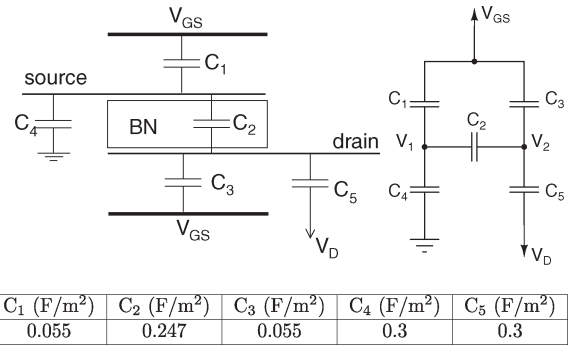 V_GS
C_1
source
C_4
BN
C_2
drain
C_3
C_5
V_GS
V_D
V_GS
C_1
C_3
C_2
V_1
V_2
C_4
C_5
V_D
C_1 (F/m^2) C_2 (F/m^2) C_3 (F/m^2) C_4 (F/m^2) C_5 (F/m^2)
0.055 0.247 0.055 0.3 0.3